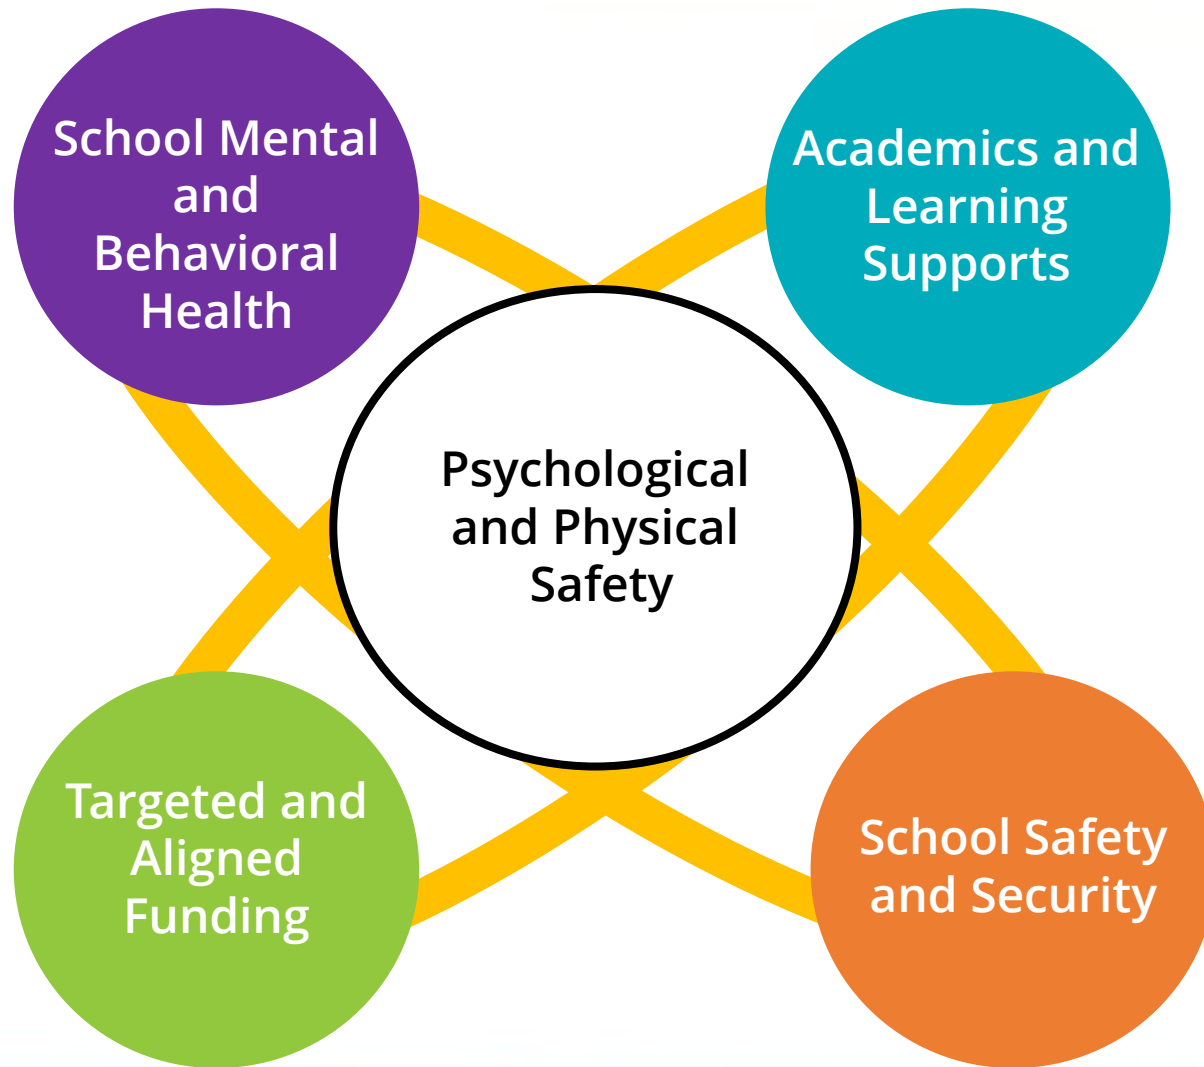 School Mental
and
Behavioral
Health
Academics and
Learning
Supports
Psychological
and Physical
Safety
Targeted and
Aligned
Funding
School Safety
and Security